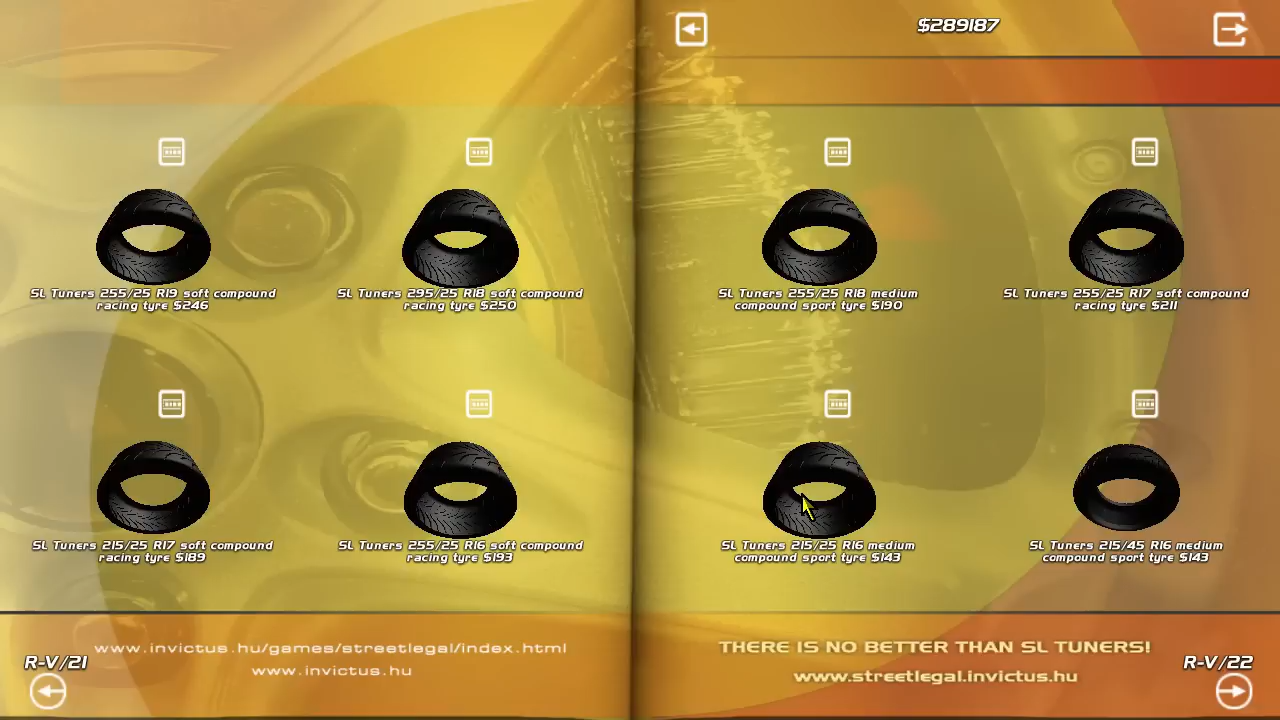 $289187
SL Tuners 255/25 R19 soft compound
racing tyre $246
SL Tuners 295/25 R18 soft compound
racing tyre $250
SL Tuners 255/25 R18 medium
compound sport tyre $190
SL Tuners 255/25 R17 soft compound
racing tyre $211
SL Tuners 215/25 R17 soft compound
racing tyre $189
SL Tuners 255/25 R16 soft compound
racing tyre $193
SL Tuners 215/25 R16 medium
compound sport tyre $143
SL Tuners 215/45 R16 medium
compound sport tyre $143
www.invictus.hu/games/streetlegal/index.html
www.invictus.hu
R-V/21
THERE IS NO BETTER THAN SL TUNERS!
www.streetlegal.invictus.hu
R-V/22